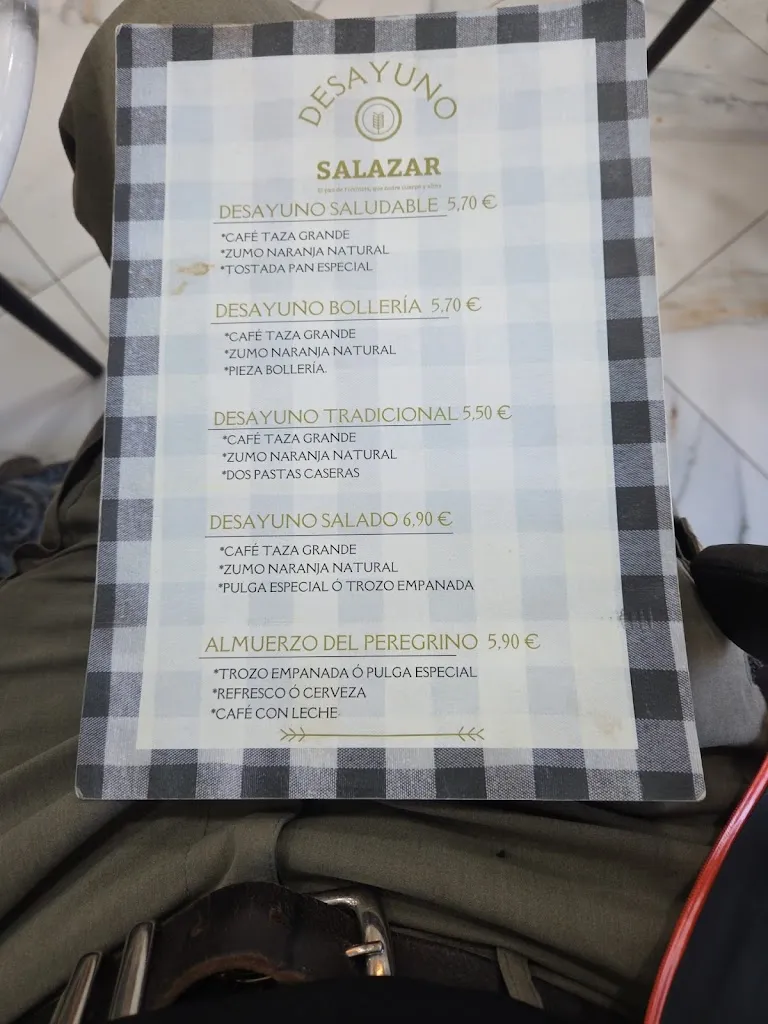 DESAYUNO
SALAZAR
DESAYUNO SALUDABLE 5,70 €
*CAFÉ TAZA GRANDE
*ZUMO NARANJA NATURAL
*TOSTADA PAN ESPECIAL
DESAYUNO BOLLERÍA 5,70 €
*CAFÉ TAZA GRANDE
*ZUMO NARANJA NATURAL
*PIEZA BOLLERÍA.
DESAYUNO TRADICIONAL 5,50 €
*CAFÉ TAZA GRANDE
*ZUMO NARANJA NATURAL
*DOS PASTAS CASERAS
DESAYUNO SALADO 6,90 €
*CAFÉ TAZA GRANDE
*ZUMO NARANJA NATURAL
*PULGA ESPECIAL Ó TROZO EMPANADA
ALMUERZO DEL PEREGRINO 5,90 €
*TROZO EMPANADA Ó PULGA ESPECIAL
*REFRESCO Ó CERVEZA
*CAFÉ CON LECHE